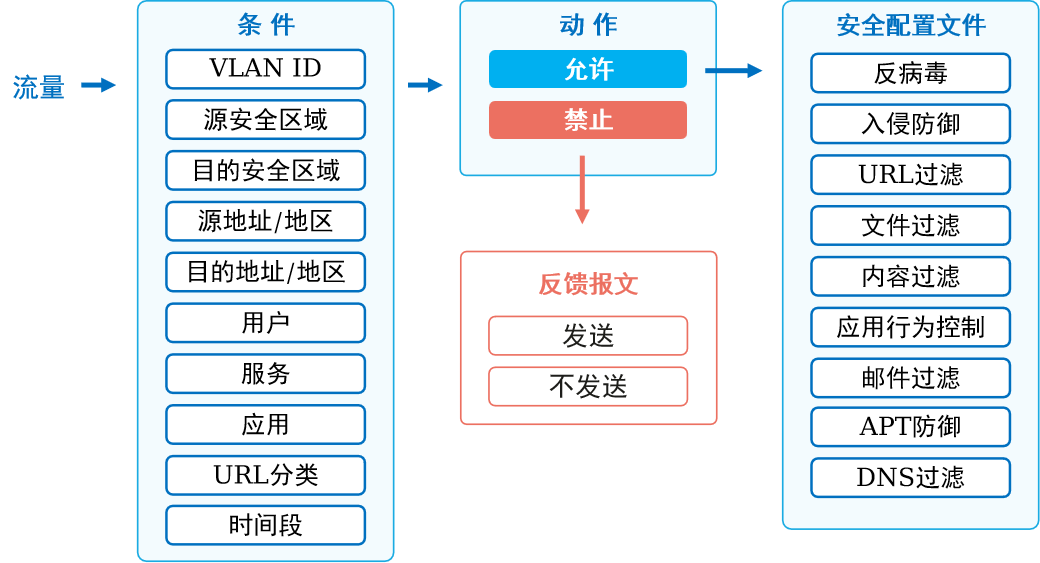 流量
条 件
VLAN ID
源安全区域
目的安全区域
源地址/地区
目的地址/地区
用户
服务
应用
URL分类
时间段
动 作
允许
禁止
反馈报文
发送
不发送
安全配置文件
反病毒
入侵防御
URL过滤
文件过滤
内容过滤
应用行为控制
邮件过滤
APT防御
DNS过滤